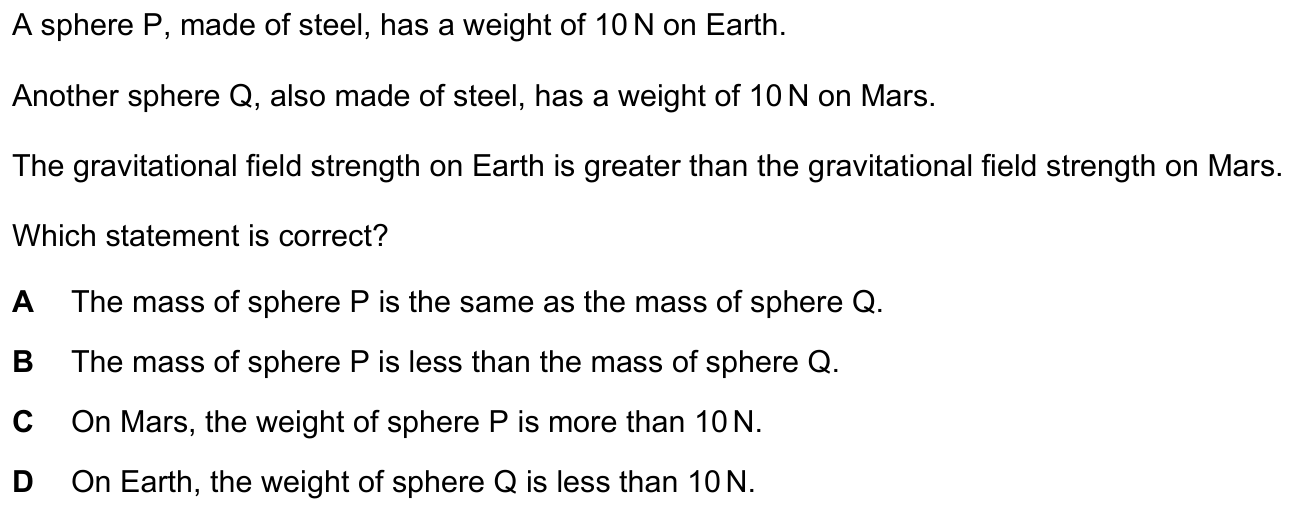 A sphere P, made of steel, has a weight of 10 N on Earth.
Another sphere Q, also made of steel, has a weight of 10 N on Mars.
The gravitational field strength on Earth is greater than the gravitational field strength on Mars.
Which statement is correct?
A The mass of sphere P is the same as the mass of sphere Q.
B The mass of sphere P is less than the mass of sphere Q.
C On Mars, the weight of sphere P is more than 10 N.
D On Earth, the weight of sphere Q is less than 10 N.